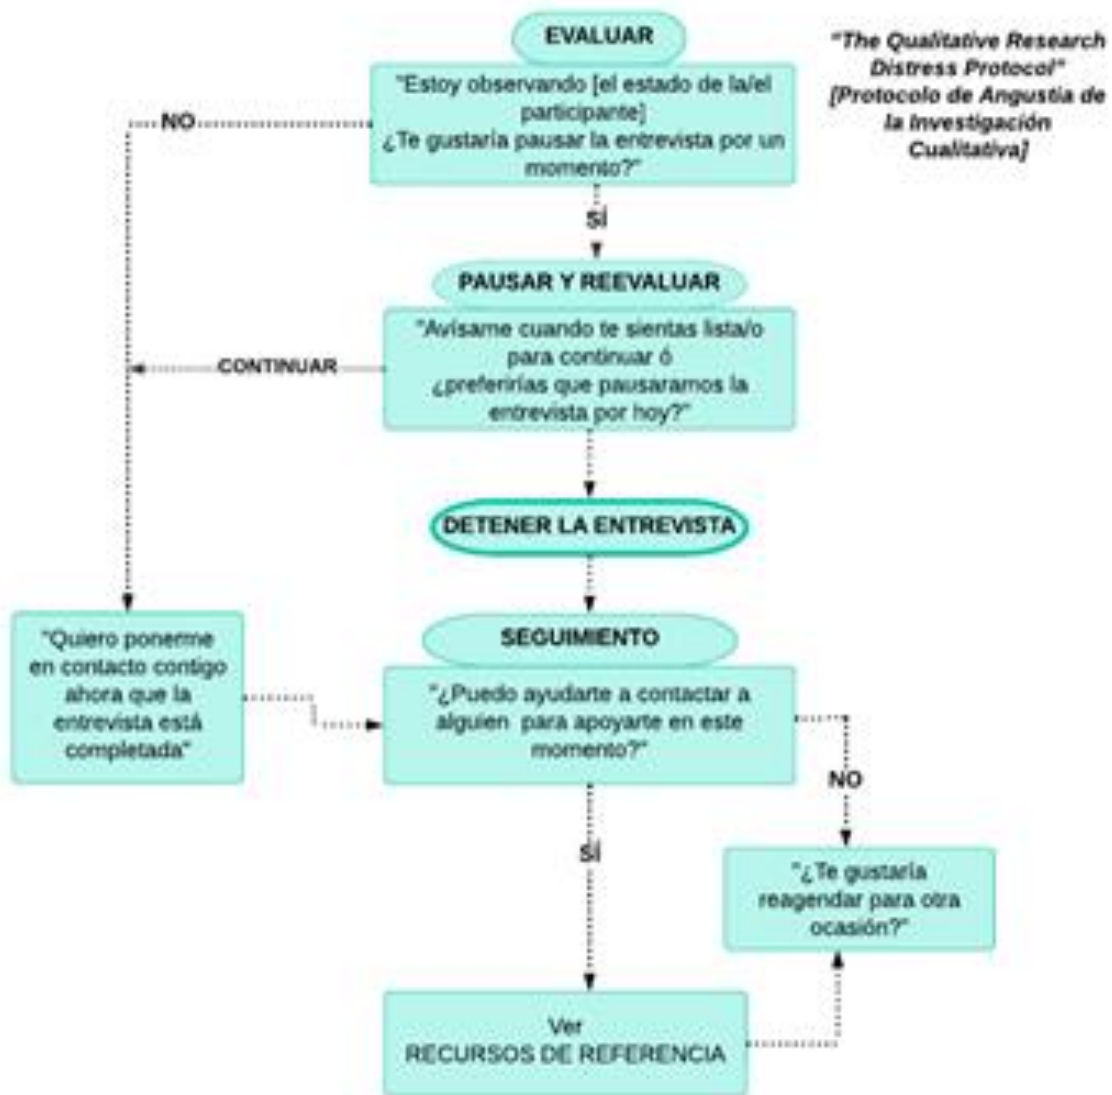 EVALUAR
"Estoy observando [el estado de la/el
participante]
¿Te gustaría pausar la entrevista por un
momento?"
"The Qualitative Research
Distress Protocol"
[Protocolo de Angustia de
la Investigación
Cualitativa]
NO
SÍ
PAUSAR Y REEVALUAR
"Avísame cuando te sientas lista/o
para continuar ó
¿preferirías que pausaramos la
entrevista por hoy?"
CONTINUAR
DETENER LA ENTREVISTA
"Quiero ponerme
en contacto contigo
ahora que la
entrevista está
completada"
SEGUIMIENTO
"¿Puedo ayudarte a contactar a
alguien para apoyarte en este
momento?"
NO
SÍ
"¿Te gustaría
reagendar para otra
ocasión?"
Ver
RECURSOS DE REFERENCIA